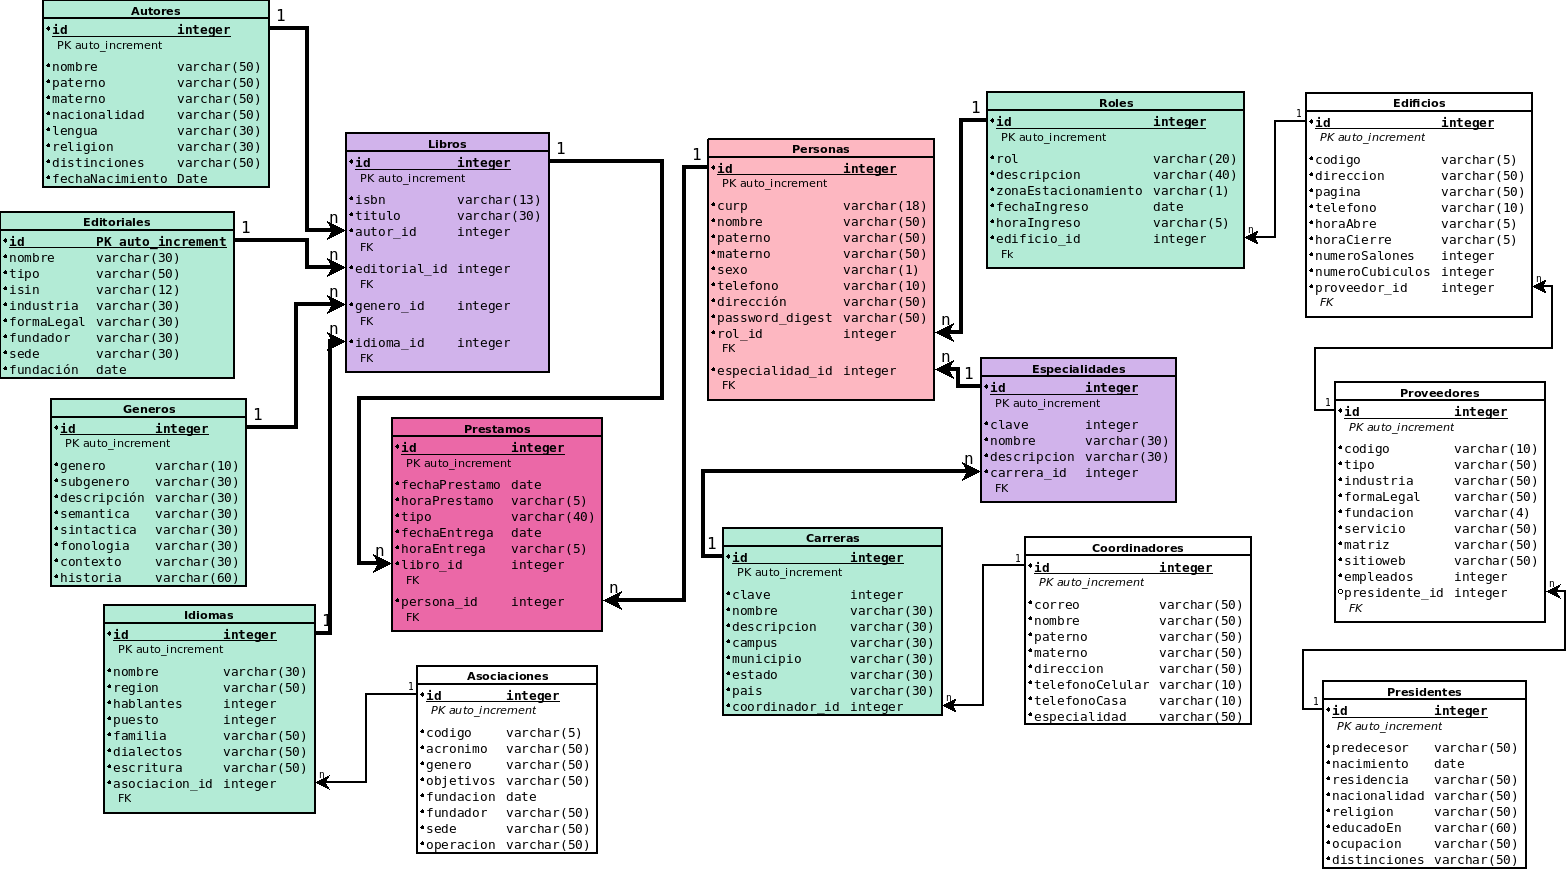 Autores
id integer
PK auto_increment
nombre varchar(50)
paterno varchar(50)
materno varchar(50)
nacionalidad varchar(50)
lengua varchar(30)
religion varchar(30)
distinciones varchar(50)
fechaNacimiento Date
1
Editoriales
id PK auto_increment
nombre varchar(30)
tipo varchar(50)
isin varchar(12)
industria varchar(30)
formaLegal varchar(30)
fundador varchar(30)
sede varchar(30)
fundación date
1
Generos
id integer
PK auto_increment
genero varchar(10)
subgenero varchar(30)
descripción varchar(30)
semantica varchar(30)
sintactica varchar(30)
fonologia varchar(30)
contexto varchar(30)
historia varchar(60)
1
Idiomas
id integer
PK auto_increment
nombre varchar(30)
region varchar(50)
hablantes integer
puesto integer
familia varchar(50)
dialectos varchar(50)
escritura varchar(50)
asociacion_id integer
FK
1
n
Libros
id integer
PK auto_increment
isbn varchar(13)
titulo varchar(30)
autor_id integer
FK
editorial_id integer
FK
genero_id integer
FK
idioma_id integer
FK
1
n
n
n
n
Prestamos
id integer
PK auto_increment
fechaPrestamo date
horaPrestamo varchar(5)
tipo varchar(40)
fechaEntrega date
horaEntrega varchar(5)
libro_id integer
FK
persona_id integer
FK
n
n
Asociaciones
id integer
PK auto_increment
codigo varchar(5)
acronimo varchar(50)
genero varchar(50)
objetivos varchar(50)
fundacion date
fundador varchar(50)
sede varchar(50)
operacion varchar(50)
1
Personas
id integer
PK auto_increment
curp varchar(18)
nombre varchar(50)
paterno varchar(50)
materno varchar(50)
sexo varchar(1)
telefono varchar(10)
dirección varchar(50)
password_digest varchar(50)
rol_id integer
FK
especialidad_id integer
FK
1
n
n
Roles
id integer
PK auto_increment
rol varchar(20)
descripcion varchar(40)
zonaEstacionamiento varchar(1)
fechaIngreso date
horaIngreso varchar(5)
edificio_id integer
Fk
1
n
Especialidades
id integer
PK auto_increment
clave integer
nombre varchar(30)
descripcion varchar(30)
carrera_id integer
FK
1
n
Carreras
id integer
PK auto_increment
clave integer
nombre varchar(30)
descripcion varchar(30)
campus varchar(30)
municipio varchar(30)
estado varchar(30)
pais varchar(30)
coordinador_id integer
1
n
Coordinadores
id integer
PK auto_increment
correo varchar(50)
nombre varchar(50)
paterno varchar(50)
materno varchar(50)
direccion varchar(50)
telefonoCelular varchar(10)
telefonoCasa varchar(10)
especialidad varchar(50)
1
Edificios
id integer
PK auto_increment
codigo varchar(5)
direccion varchar(50)
pagina varchar(50)
telefono varchar(10)
horaAbre varchar(5)
horaCierre varchar(5)
numeroSalones integer
numeroCubiculos integer
proveedor_id integer
FK
1
n
Proveedores
id integer
PK auto_increment
codigo varchar(10)
tipo varchar(50)
industria varchar(50)
formaLegal varchar(50)
fundacion varchar(4)
servicio varchar(50)
matriz varchar(50)
sitioweb varchar(50)
empleados integer
presidente_id integer
FK
1
n
Presidentes
id integer
PK auto_increment
predecesor varchar(50)
nacimiento date
residencia varchar(50)
nacionalidad varchar(50)
religion varchar(50)
educadoEn varchar(60)
ocupacion varchar(50)
distinciones varchar(50)
1